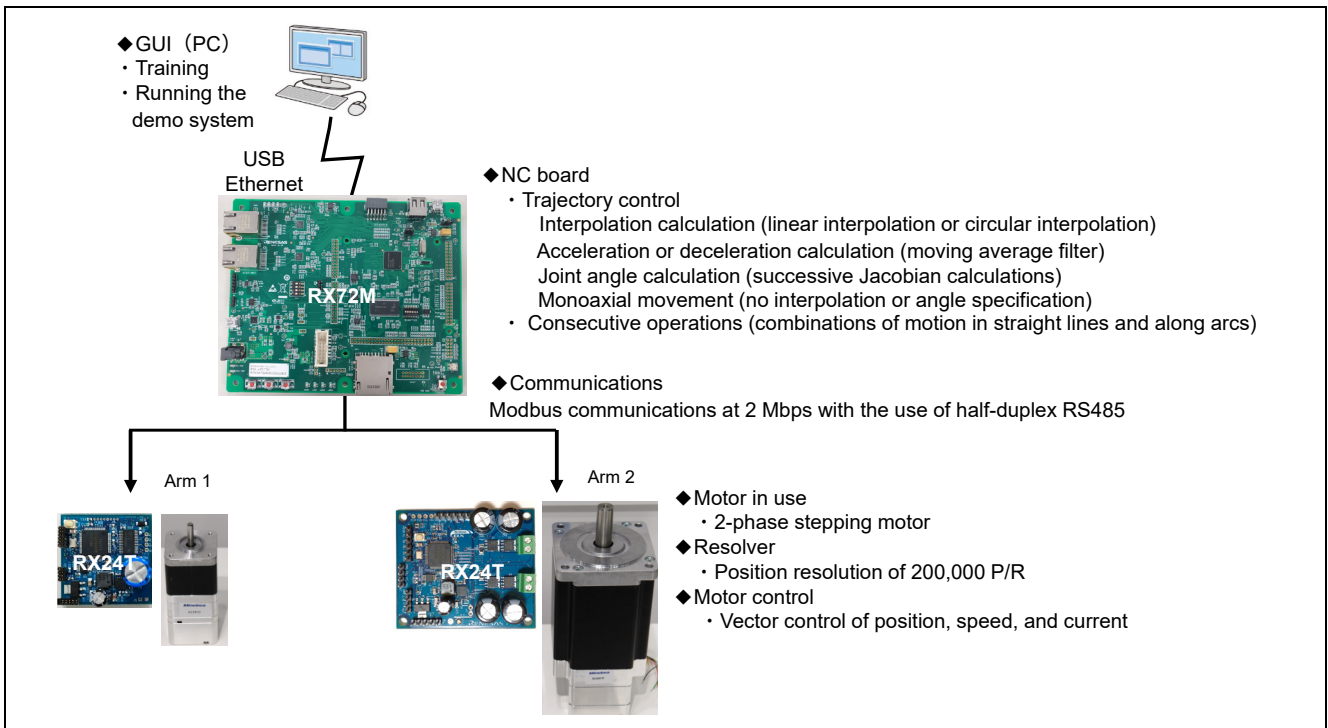 ◆GUI（PC）
・Training
・Running the
demo system
USB
Ethernet
RX72M
◆NC board
・Trajectory control
Interpolation calculation (linear interpolation or circular interpolation)
Acceleration or deceleration calculation (moving average filter)
Joint angle calculation (successive Jacobian calculations)
Monoaxial movement (no interpolation or angle specification)
・Consecutive operations (combinations of motion in straight lines and along arcs)
◆Communications
Modbus communications at 2 Mbps with the use of half-duplex RS485
Arm 1
RX24T
Arm 2
RX24T
◆Motor in use
・2-phase stepping motor
◆Resolver
・Position resolution of 200,000 P/R
◆Motor control
・Vector control of position, speed, and current